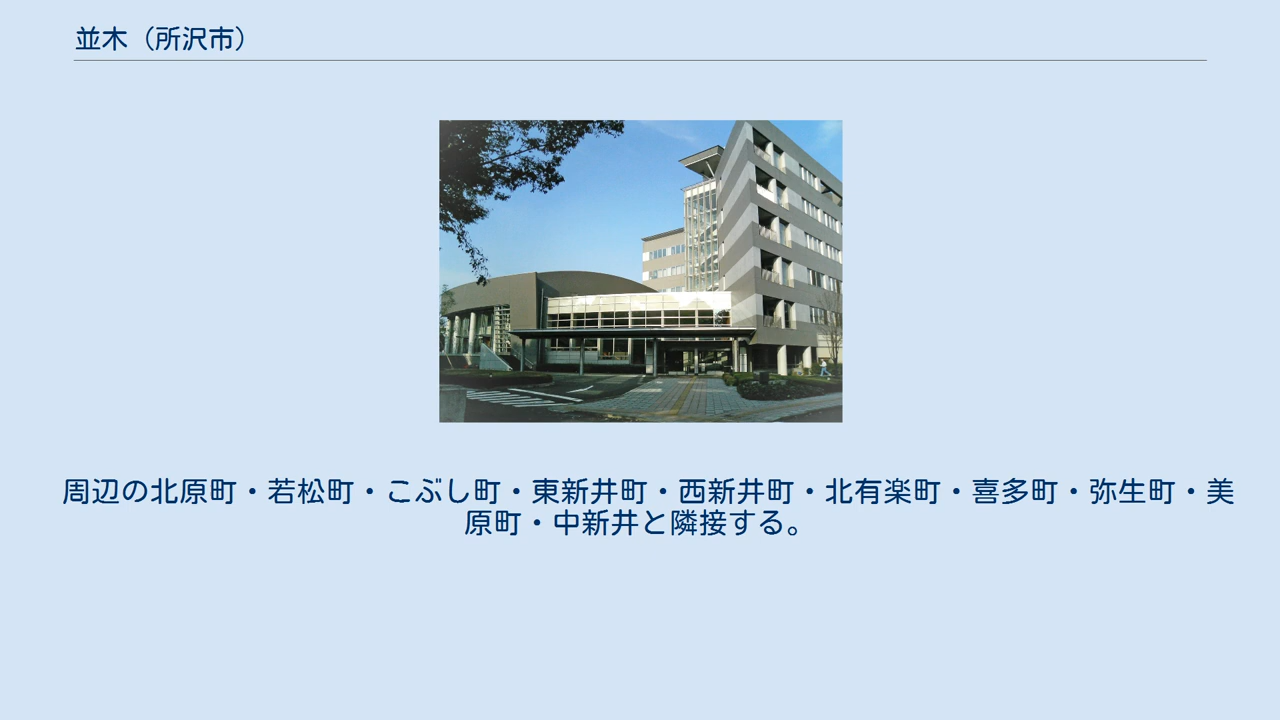 並木（所沢市）
周辺の北原町・若松町・こぶし町・東新井町・西新井町・北有楽町・喜多町・弥生町・美
原町・中新井と隣接する。